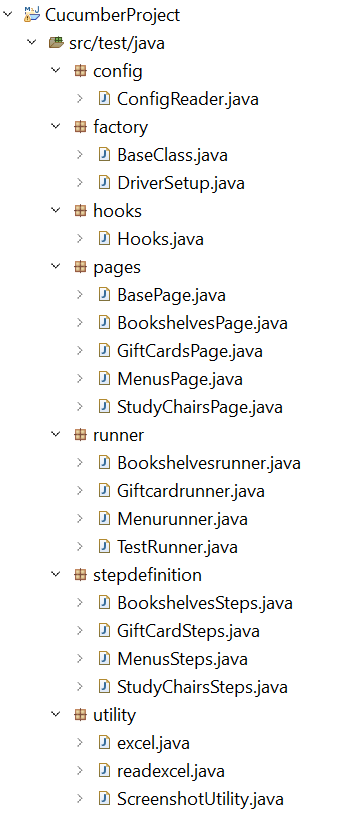 CucumberProject
src/test/java
config
ConfigReader.java
factory
BaseClass.java
DriverSetup.java
hooks
Hooks.java
pages
BasePage.java
BookshelvesPage.java
GiftCardsPage.java
MenusPage.java
StudyChairsPage.java
runner
Bookshelvesrunner.java
Giftcardrunner.java
Menurunner.java
TestRunner.java
stepdefinition
BookshelvesSteps.java
GiftCardSteps.java
MenusSteps.java
StudyChairsSteps.java
utility
excel.java
readexcel.java
ScreenshotUtility.java